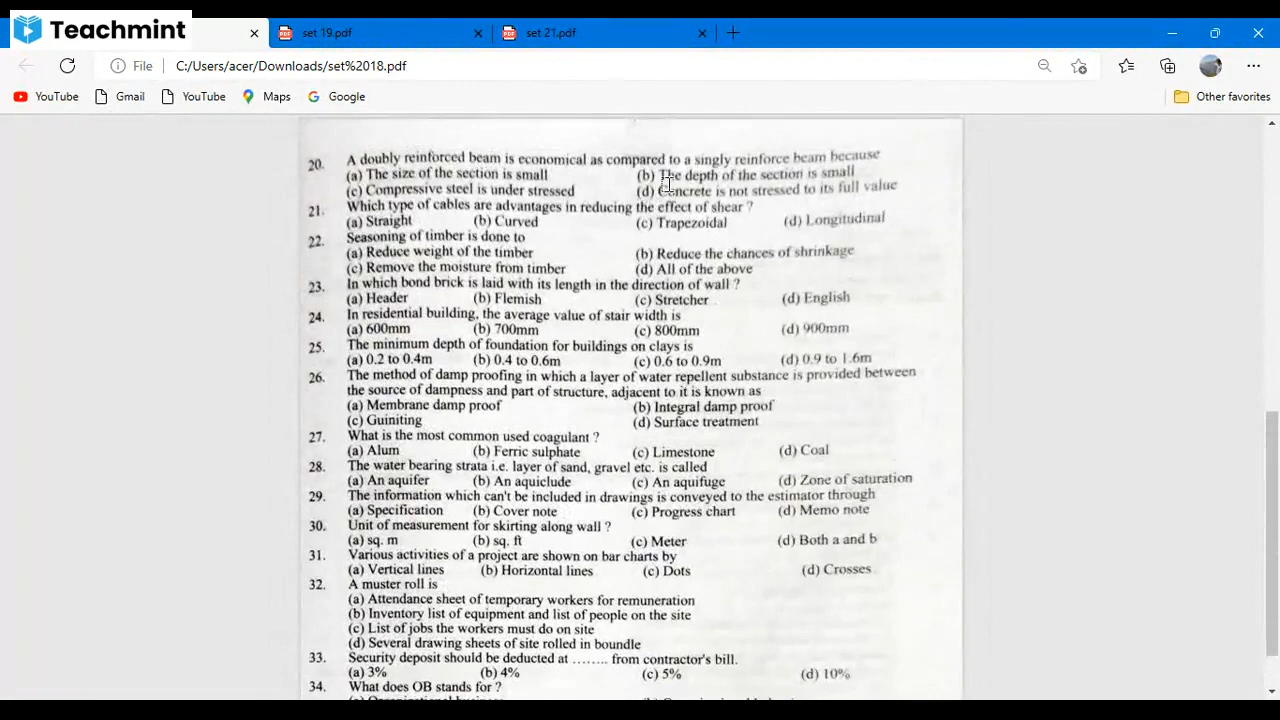 Teachmint
set 19.pdf
set 21.pdf
File C:/Users/acer/Downloads/set%2018.pdf
YouTube Gmail YouTube Maps Google Other favorites
20. A doubly reinforced beam is economical as compared to a singly reinforce beam because
(a) The size of the section is small (b) The depth of the section is small
(c) Compressive steel is under stressed (d) Concrete is not stressed to its full value
21. Which type of cables are advantages in reducing the effect of shear ?
(a) Straight (b) Curved (c) Trapezoidal (d) Longitudinal
22. Seasoning of timber is done to
(a) Reduce weight of the timber (b) Reduce the chances of shrinkage
(c) Remove the moisture from timber (d) All of the above
23. In which bond brick is laid with its length in the direction of wall ?
(a) Header (b) Flemish (c) Stretcher (d) English
24. In residential building, the average value of stair width is
(a) 600mm (b) 700mm (c) 800mm (d) 900mm
25. The minimum depth of foundation for buildings on clays is
(a) 0.2 to 0.4m (b) 0.4 to 0.6m (c) 0.6 to 0.9m (d) 0.9 to 1.6m
26. The method of damp proofing in which a layer of water repellent substance is provided between
the source of dampness and part of structure, adjacent to it is known as
(a) Membrane damp proof (b) Integral damp proof
(c) Guiniting (d) Surface treatment
27. What is the most common used coagulant ?
(a) Alum (b) Ferric sulphate (c) Limestone (d) Coal
28. The water bearing strata i.e. layer of sand, gravel etc. is called
(a) An aquifer (b) An aquiclude (c) An aquifuge (d) Zone of saturation
29. The information which can't be included in drawings is conveyed to the estimator through
(a) Specification (b) Cover note (c) Progress chart (d) Memo note
30. Unit of measurement for skirting along wall ?
(a) sq. m (b) sq. ft (c) Meter (d) Both a and b
31. Various activities of a project are shown on bar charts by
(a) Vertical lines (b) Horizontal lines (c) Dots (d) Crosses
32. A muster roll is
(a) Attendance sheet of temporary workers for remuneration
(b) Inventory list of equipment and list of people on the site
(c) List of jobs the workers must do on site
(d) Several drawing sheets of site rolled in boundle
33. Security deposit should be deducted at ........ from contractor's bill.
(a) 3% (b) 4% (c) 5% (d) 10%
34. What does OB stands for ?